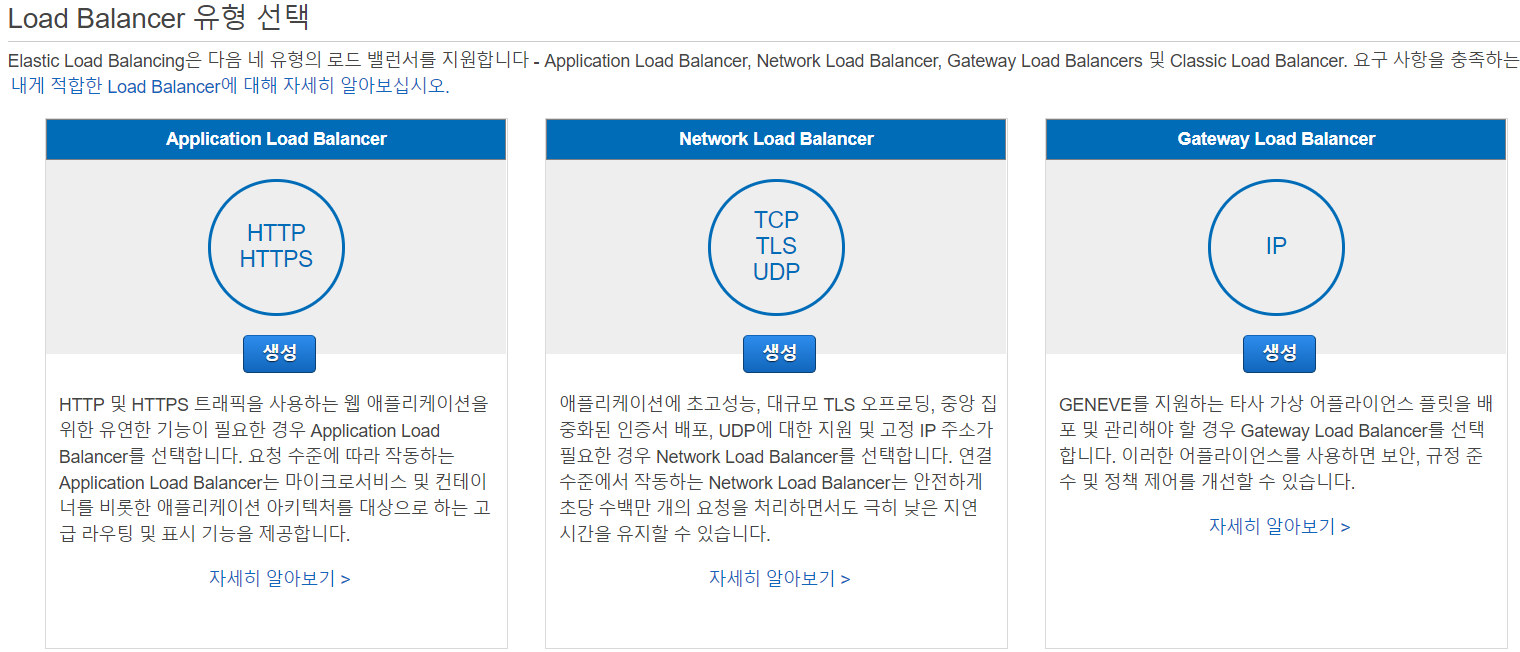 Load Balancer 유형 선택
Elastic Load Balancing은 다음 네 유형의 로드 밸런서를 지원합니다 - Application Load Balancer, Network Load Balancer, Gateway Load Balancers 및 Classic Load Balancer. 요구 사항을 충족하는
내게 적합한 Load Balancer에 대해 자세히 알아보십시오.
Application Load Balancer
HTTP
HTTPS
생성
HTTP 및 HTTPS 트래픽을 사용하는 웹 애플리케이션을
위한 유연한 기능이 필요한 경우 Application Load
Balancer를 선택합니다. 요청 수준에 따라 작동하는
Application Load Balancer는 마이크로서비스 및 컨테이
너를 비롯한 애플리케이션 아키텍처를 대상으로 하는 고
급 라우팅 및 표시 기능을 제공합니다.
자세히 알아보기 >
Network Load Balancer
TCP
TLS
UDP
생성
애플리케이션에 초고성능, 대규모 TLS 오프로딩, 중앙 집
중화된 인증서 배포, UDP에 대한 지원 및 고정 IP 주소가
필요한 경우 Network Load Balancer를 선택합니다. 연결
수준에서 작동하는 Network Load Balancer는 안전하게
초당 수백만 개의 요청을 처리하면서도 극히 낮은 지연
시간을 유지할 수 있습니다.
자세히 알아보기 >
Gateway Load Balancer
IP
생성
GENEVE를 지원하는 타사 가상 어플라이언스 플릿을 배
포 및 관리해야 할 경우 Gateway Load Balancer를 선택
합니다. 이러한 어플라이언스를 사용하면 보안, 규정 준
수 및 정책 제어를 개선할 수 있습니다.
자세히 알아보기 >